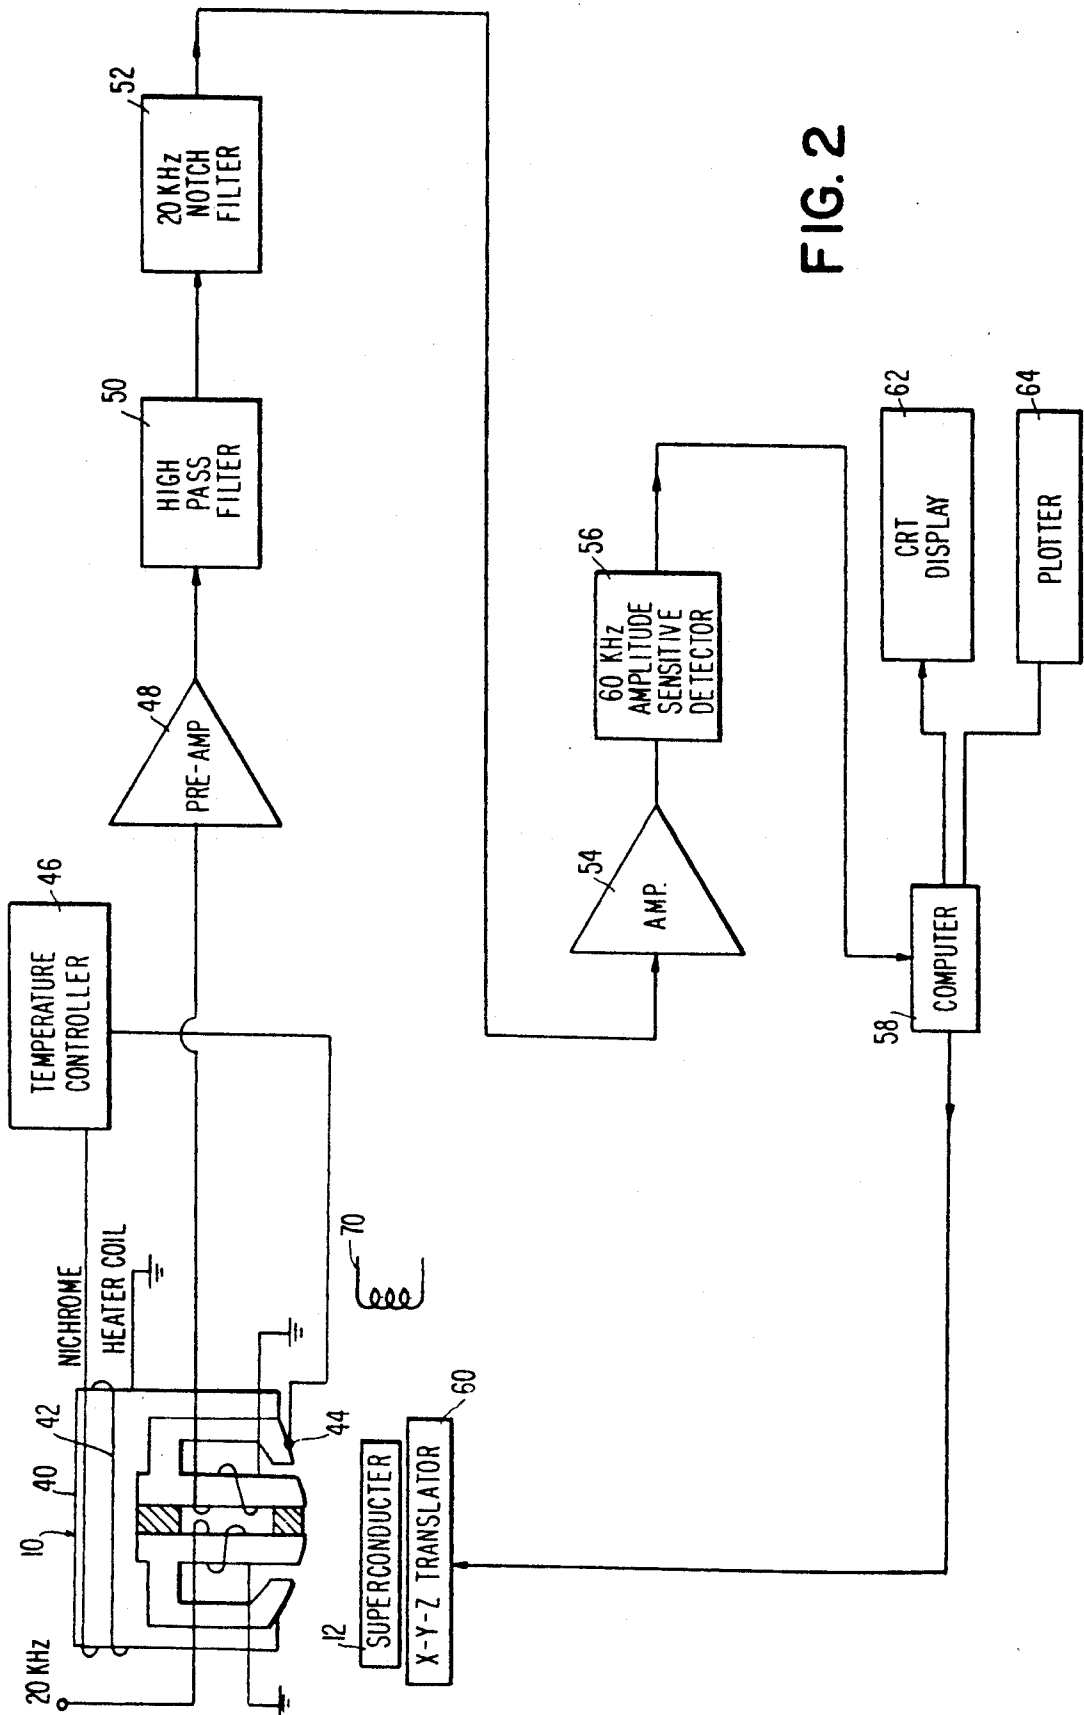 20 KHz
10
40
42
NICHROME
HEATER COIL
TEMPERATURE
CONTROLLER
46
PRE-AMP
48
HIGH
PASS
FILTER
50
20 KHz
NOTCH
FILTER
52
44
70
12
SUPERCONDUCTER
X-Y-Z TRANSLATOR
60
AMP.
54
60 KHz
AMPLITUDE
SENSITIVE
DETECTOR
56
58
COMPUTER
CRT
DISPLAY
62
PLOTTER
64
FIG. 2